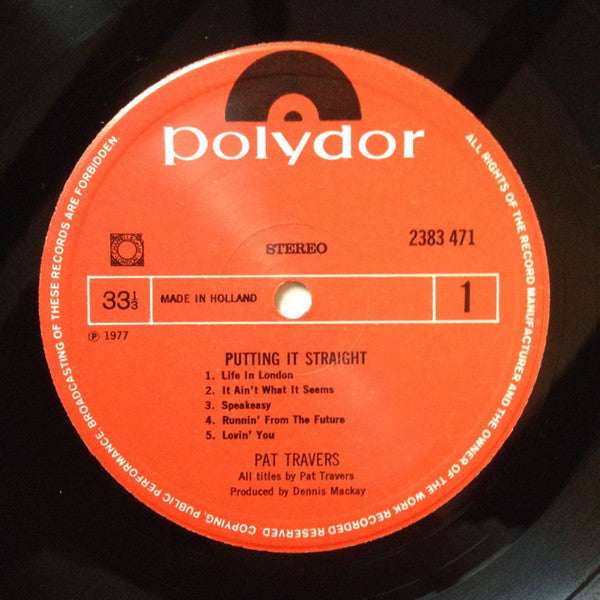 polydor
STEREO
2383 471
33⅓
MADE IN HOLLAND
1
℗ 1977
PUTTING IT STRAIGHT
1. Life In London
2. It Ain't What It Seems
3. Speakeasy
4. Runnin' From The Future
5. Lovin' You
PAT TRAVERS
All titles by Pat Travers
Produced by Dennis Mackay
ALL RIGHTS OF THE RECORD MANUFACTURER AND THE OWNER OF THE WORK RECORDED RESERVED. COPYING, PUBLIC PERFORMANCE, BROADCASTING OF THESE RECORDS ARE FORBIDDEN.